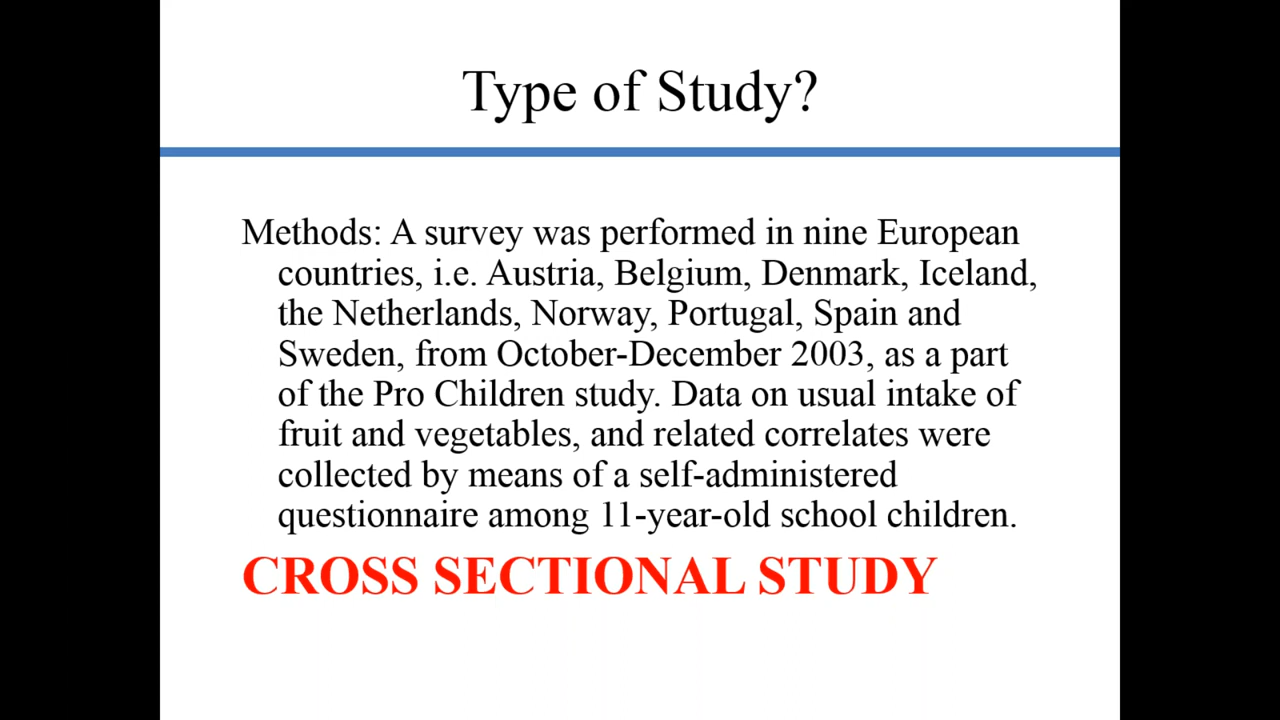 Type of Study?
Methods: A survey was performed in nine European
countries, i.e. Austria, Belgium, Denmark, Iceland,
the Netherlands, Norway, Portugal, Spain and
Sweden, from October-December 2003, as a part
of the Pro Children study. Data on usual intake of
fruit and vegetables, and related correlates were
collected by means of a self-administered
questionnaire among 11-year-old school children.
CROSS SECTIONAL STUDY